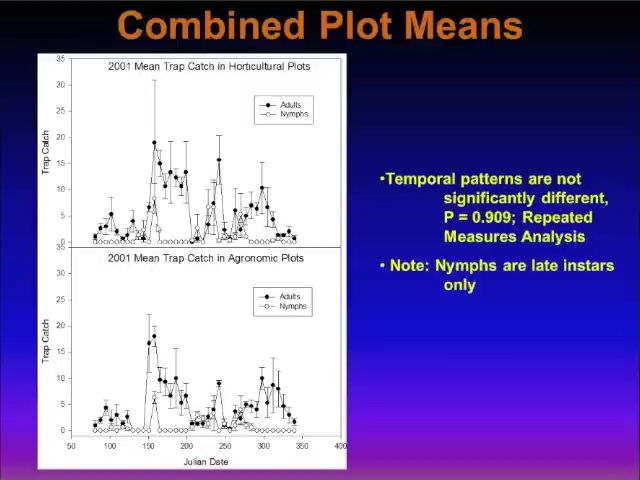 Combined Plot Means
35
2001 Mean Trap Catch in Horticultural Plots
30
Adults
Nymphs
25
20
Trap Catch
15
10
5
0
35
2001 Mean Trap Catch in Agronomic Plots
30
Adults
Nymphs
25
20
Trap Catch
15
10
5
0
50 100 150 200 250 300 350 400
Julian Date
•Temporal patterns are not
significantly different,
P = 0.909; Repeated
Measures Analysis
• Note: Nymphs are late instars
only